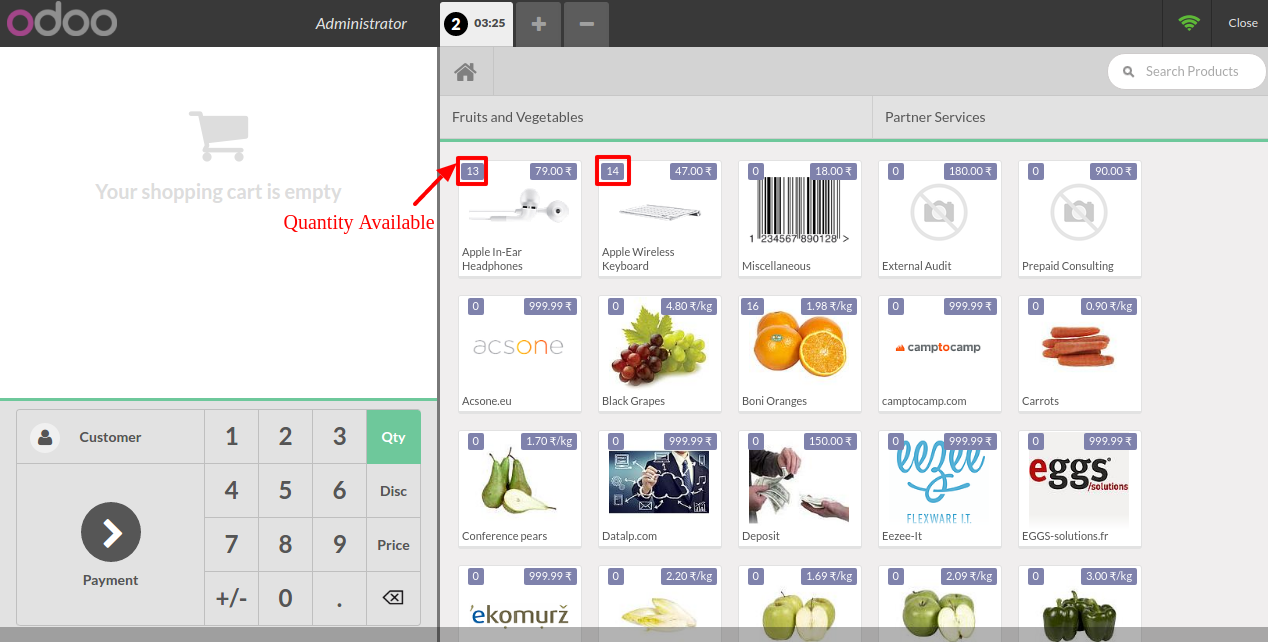 odoo
Administrator
2 03:25
+
−
Close
Search Products
Fruits and Vegetables
Partner Services
Your shopping cart is empty
Quantity Available
13 79.00 ₹
Apple In-Ear
Headphones
14 47.00 ₹
Apple Wireless
Keyboard
0 18.00 ₹
1 234567 890128 >
Miscellaneous
0 180.00 ₹
External Audit
0 90.00 ₹
Prepaid Consulting
0 999.99 ₹
acsone
Acsone.eu
0 4.80 ₹/kg
Black Grapes
16 1.98 ₹/kg
Boni Oranges
0 999.99 ₹
camptocamp
camptocamp.com
0 0.90 ₹/kg
Carrots
0 1.70 ₹/kg
Conference pears
0 999.99 ₹
Datalp.com
0 150.00 ₹
Deposit
0 999.99 ₹
eezee
FLEXWARE I.T.
Eezee-It
0 999.99 ₹
eggs
/solutions
EGGS-solutions.fr
0 999.99 ₹
'ekomurž
0 2.20 ₹/kg
0 1.69 ₹/kg
0 2.09 ₹/kg
0 3.00 ₹/kg
Customer
Payment
1 2 3 Qty
4 5 6 Disc
7 8 9 Price
+/- 0 .